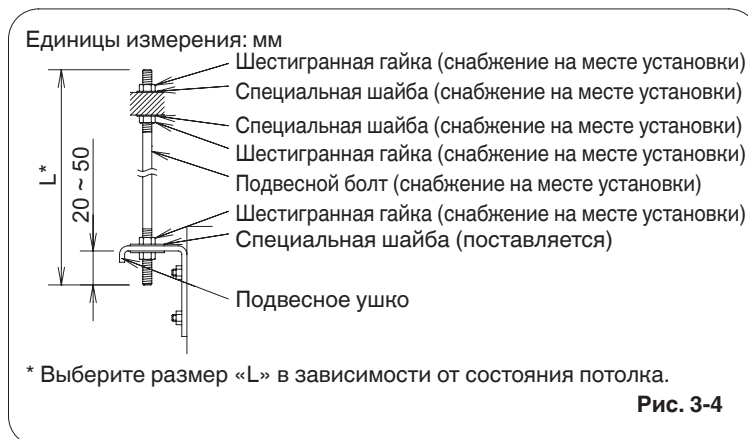 Единицы измерения: мм
Шестигранная гайка (снабжение на месте установки)
Специальная шайба (снабжение на месте установки)
Специальная шайба (снабжение на месте установки)
Шестигранная гайка (снабжение на месте установки)
Подвесной болт (снабжение на месте установки)
Шестигранная гайка (снабжение на месте установки)
Специальная шайба (поставляется)
Подвесное ушко
L*
20 ~ 50
* Выберите размер «L» в зависимости от состояния потолка.
Рис. 3-4